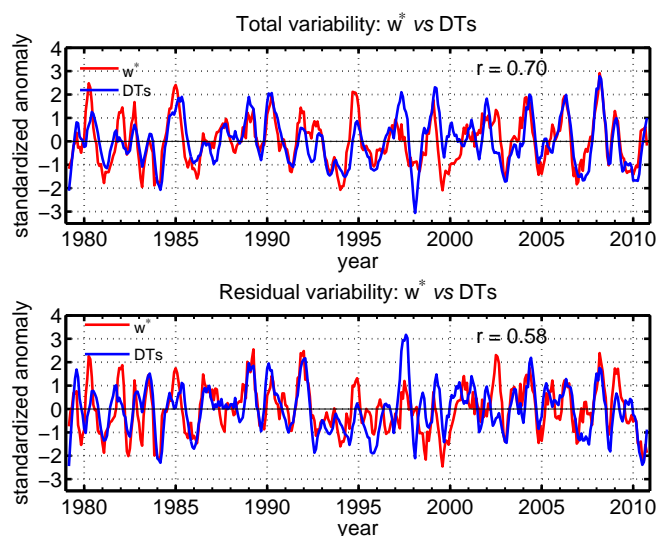 Total variability: w* vs DTs
4
3
2
1
0
−1
−2
−3
standardized anomaly
w*
DTs
r = 0.70
1980 1985 1990 1995 2000 2005 2010
year
Residual variability: w* vs DTs
4
3
2
1
0
−1
−2
−3
standardized anomaly
w*
DTs
r = 0.58
1980 1985 1990 1995 2000 2005 2010
year